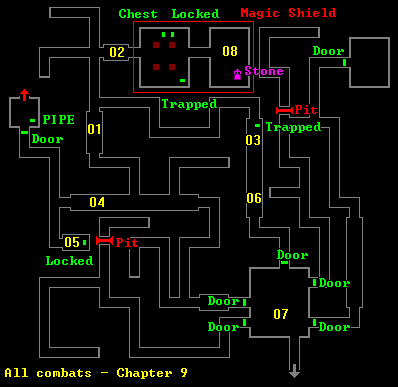 Chest Locked Magic Shield
02
08
Door
Stone
Trapped
Pit
PIPE
Trapped
01
Door
03
04
06
05
Pit
Locked
Door
Door
Door
07
Door
Door
All combats - Chapter 9